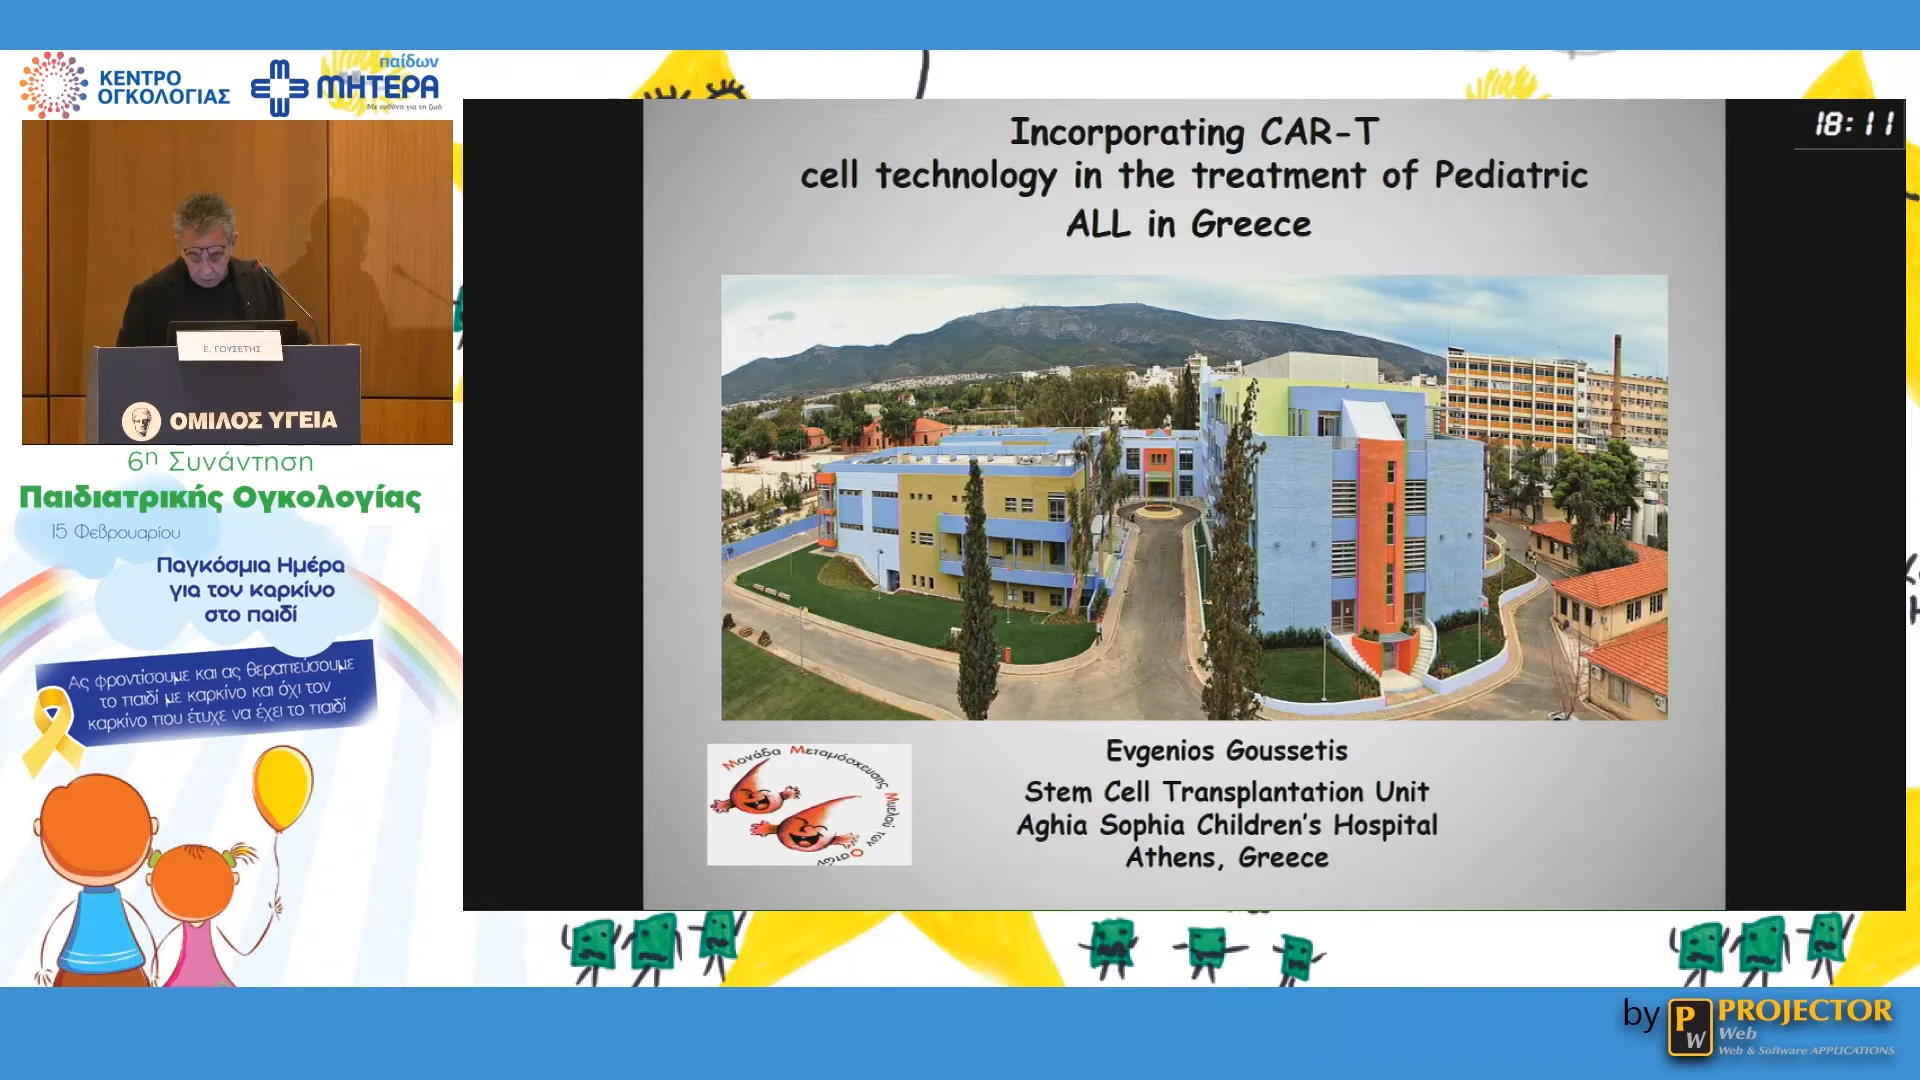 ΚΕΝΤΡΟ
ΟΓΚΟΛΟΓΙΑΣ
παίδων
ΜΗΤΕΡΑ
Με ευθύνη για τη ζωή
Ε. ΓΟΥΣΕΤΗΣ
ΟΜΙΛΟΣ ΥΓΕΙΑ
6η Συνάντηση
Παιδιατρικής Ογκολογίας
15 Φεβρουαρίου
Παγκόσμια Ημέρα
για τον καρκίνο
στο παιδί
Ας φροντίσουμε και ας θεραπεύσουμε
το παιδί με καρκίνο και όχι τον
καρκίνο που έτυχε να έχει το παιδί
Incorporating CAR-T
cell technology in the treatment of Pediatric
ALL in Greece
18:11
Μονάδα Μεταμόσχευσης Μυελού των Οστών
Evgenios Goussetis
Stem Cell Transplantation Unit
Aghia Sophia Children's Hospital
Athens, Greece
by PW PROJECTOR
Web
Web & Software APPLICATIONS